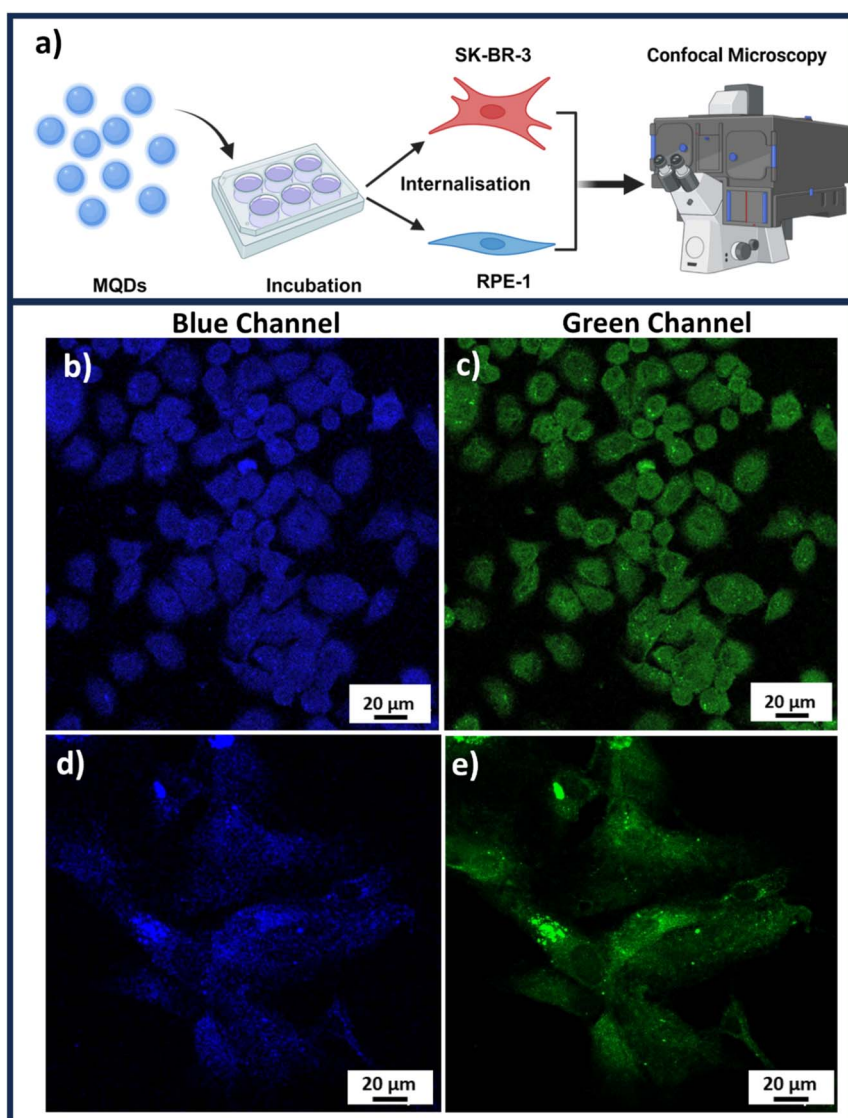 a)
SK-BR-3
Confocal Microscopy
Internalisation
MQDs
Incubation
RPE-1
Blue Channel
Green Channel
b)
c)
20 µm
20 µm
d)
e)
20 µm
20 µm